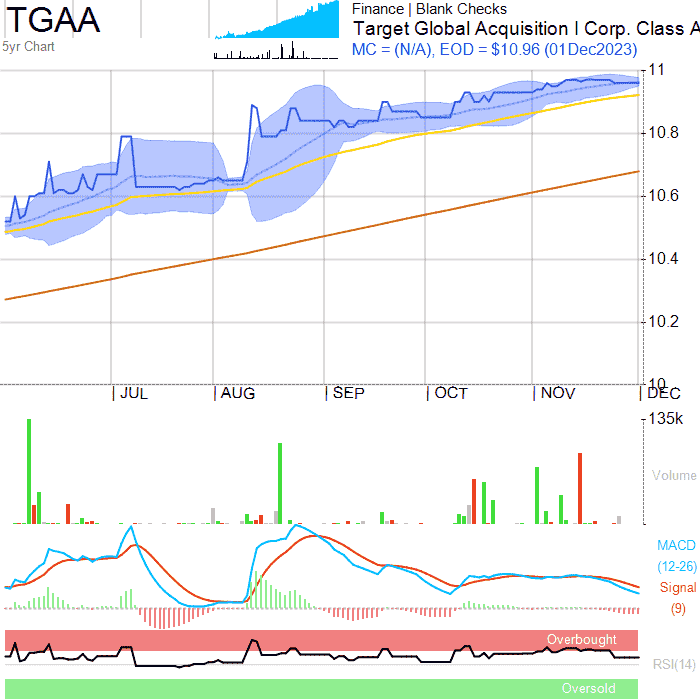 TGAA
5yr Chart
Finance | Blank Checks
Target Global Acquisition I Corp. Class A
MC = (N/A), EOD = $10.96 (01Dec2023)
11
10.8
10.6
10.4
10.2
10
JUL
AUG
SEP
OCT
NOV
DEC
135k
Volume
MACD
(12-26)
Signal
(9)
Overbought
RSI(14)
Oversold